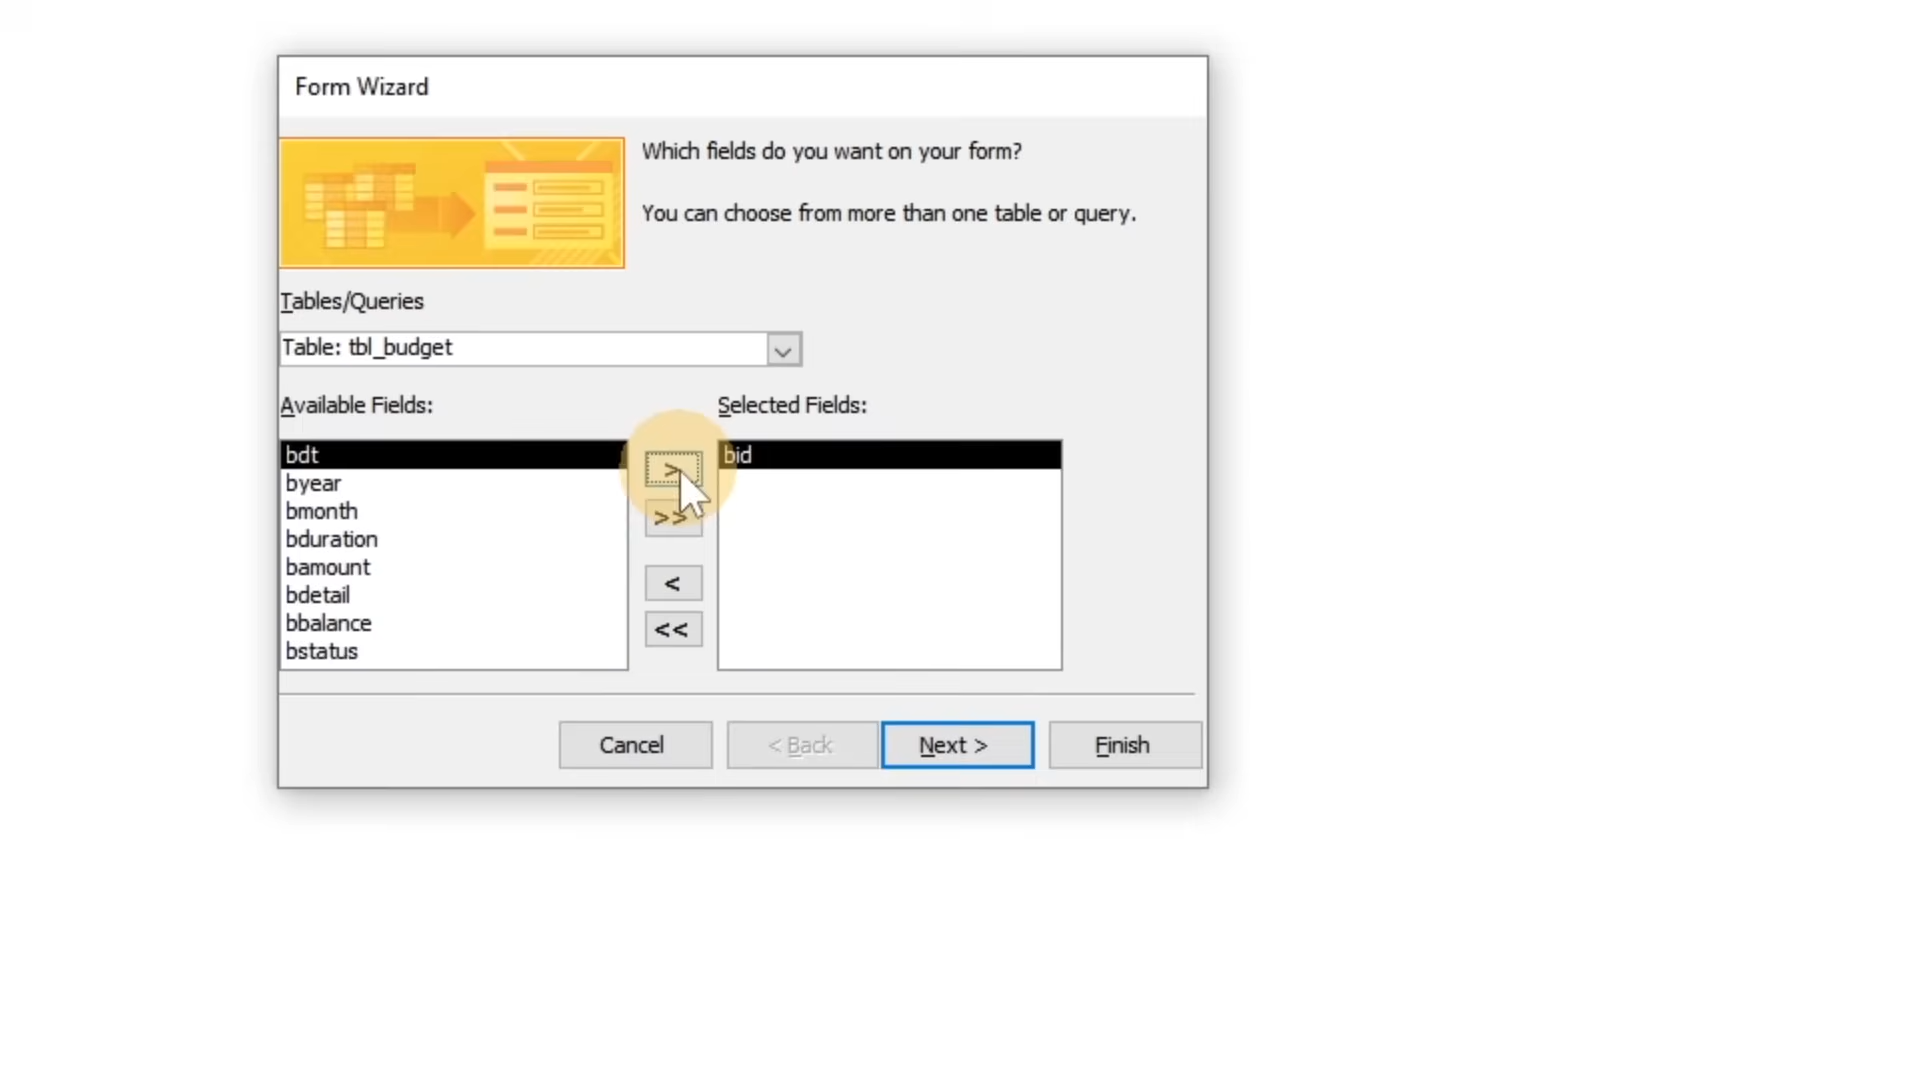 Form Wizard
Which fields do you want on your form?
You can choose from more than one table or query.
Tables/Queries
Table: tbl_budget
Available Fields:
Selected Fields:
bdt
byear
bmonth
bduration
bamount
bdetail
bbalance
bstatus
>
>>
<
<<
bid
Cancel
< Back
Next >
Finish